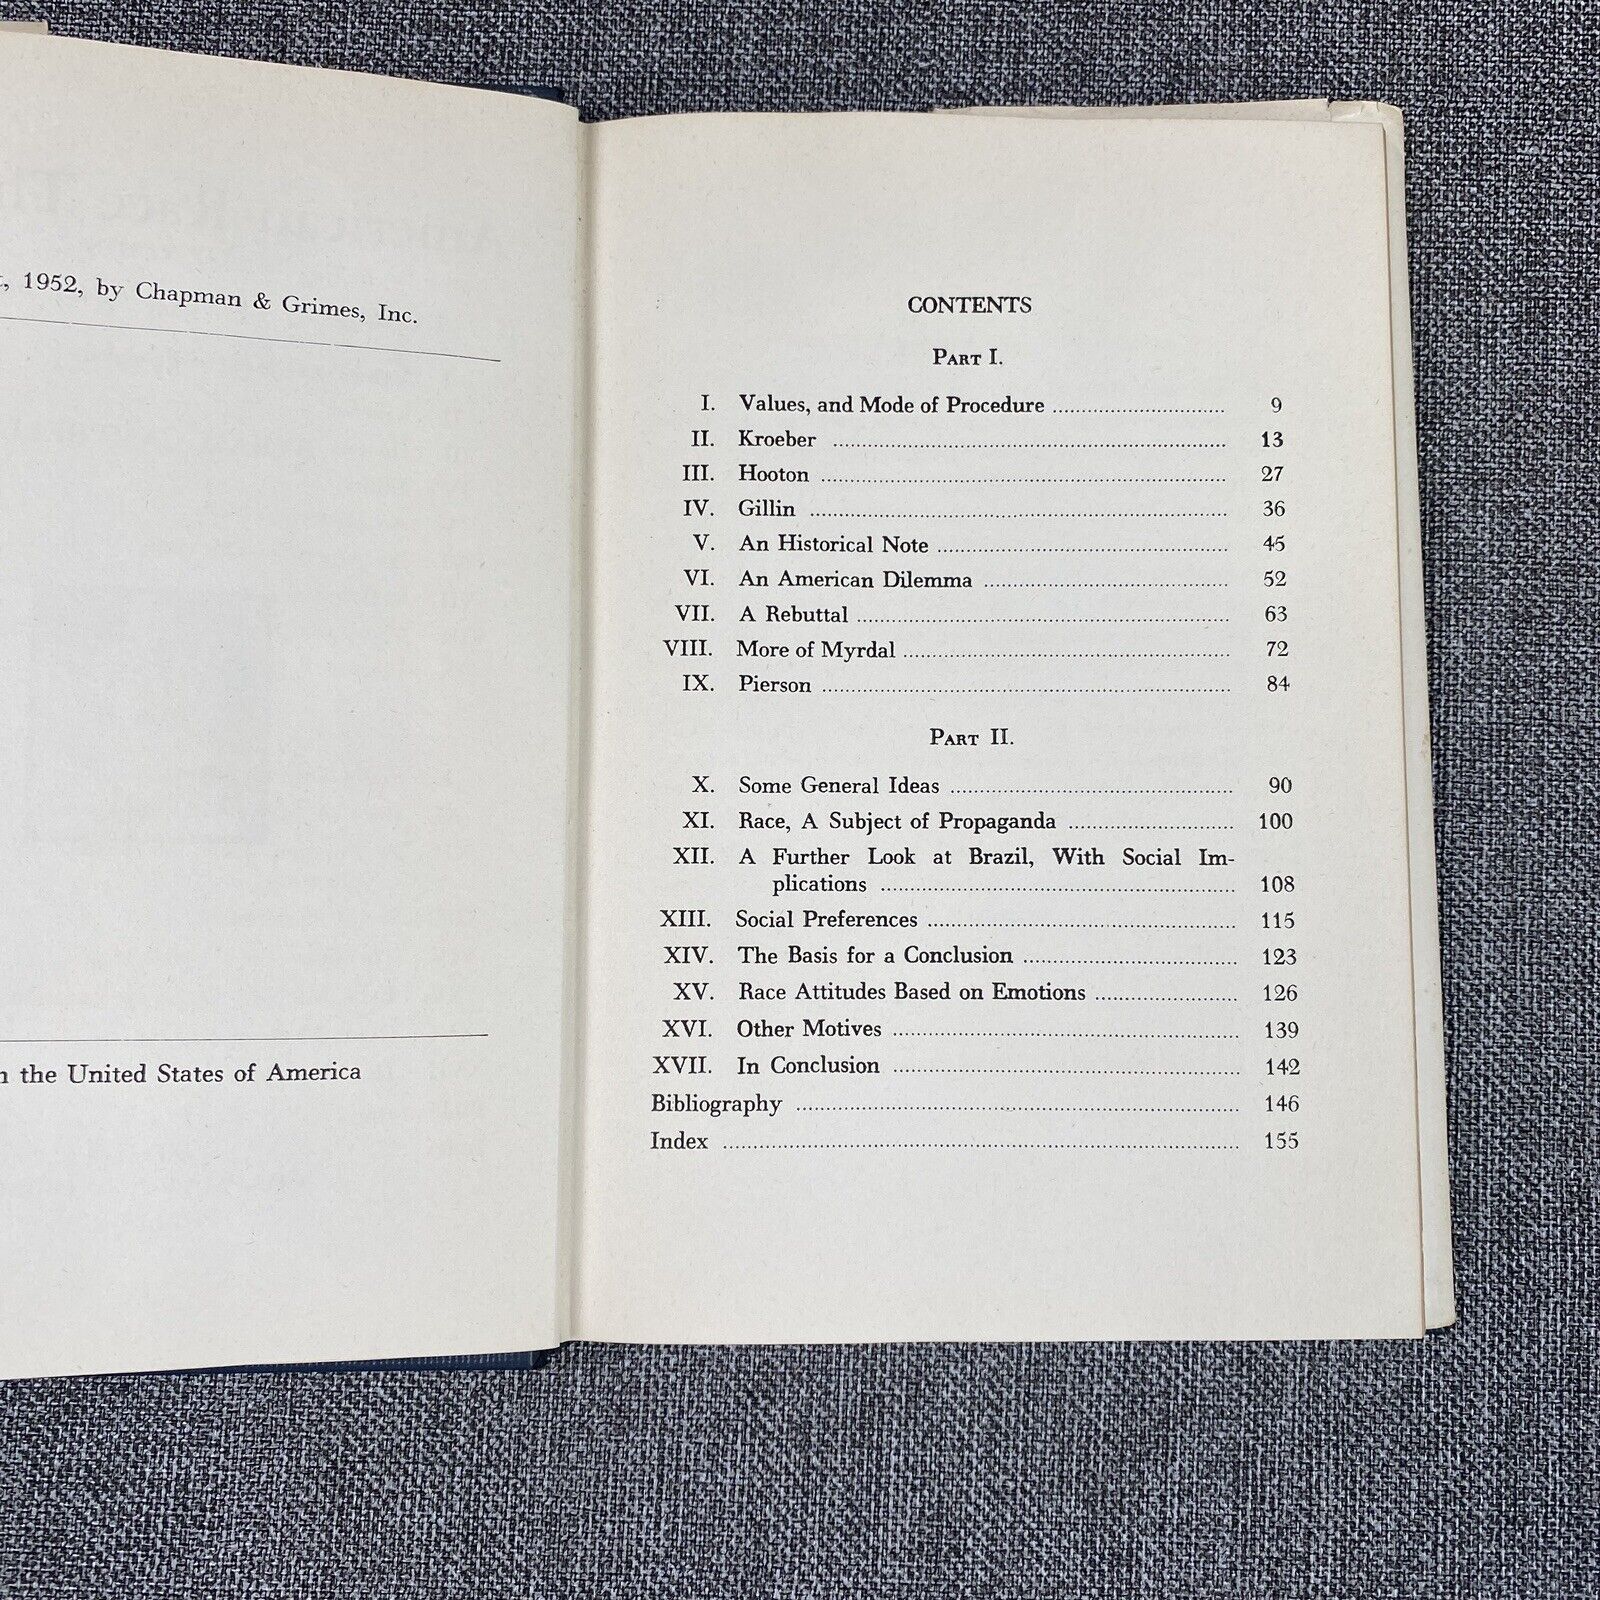 t, 1952, by Chapman & Grimes, Inc.
n the United States of America
CONTENTS
PART I.
I. Values, and Mode of Procedure 9
II. Kroeber 13
III. Hooton 27
IV. Gillin 36
V. An Historical Note 45
VI. An American Dilemma 52
VII. A Rebuttal 63
VIII. More of Myrdal 72
IX. Pierson 84
PART II.
X. Some General Ideas 90
XI. Race, A Subject of Propaganda 100
XII. A Further Look at Brazil, With Social Im-
plications 108
XIII. Social Preferences 115
XIV. The Basis for a Conclusion 123
XV. Race Attitudes Based on Emotions 126
XVI. Other Motives 139
XVII. In Conclusion 142
Bibliography 146
Index 155